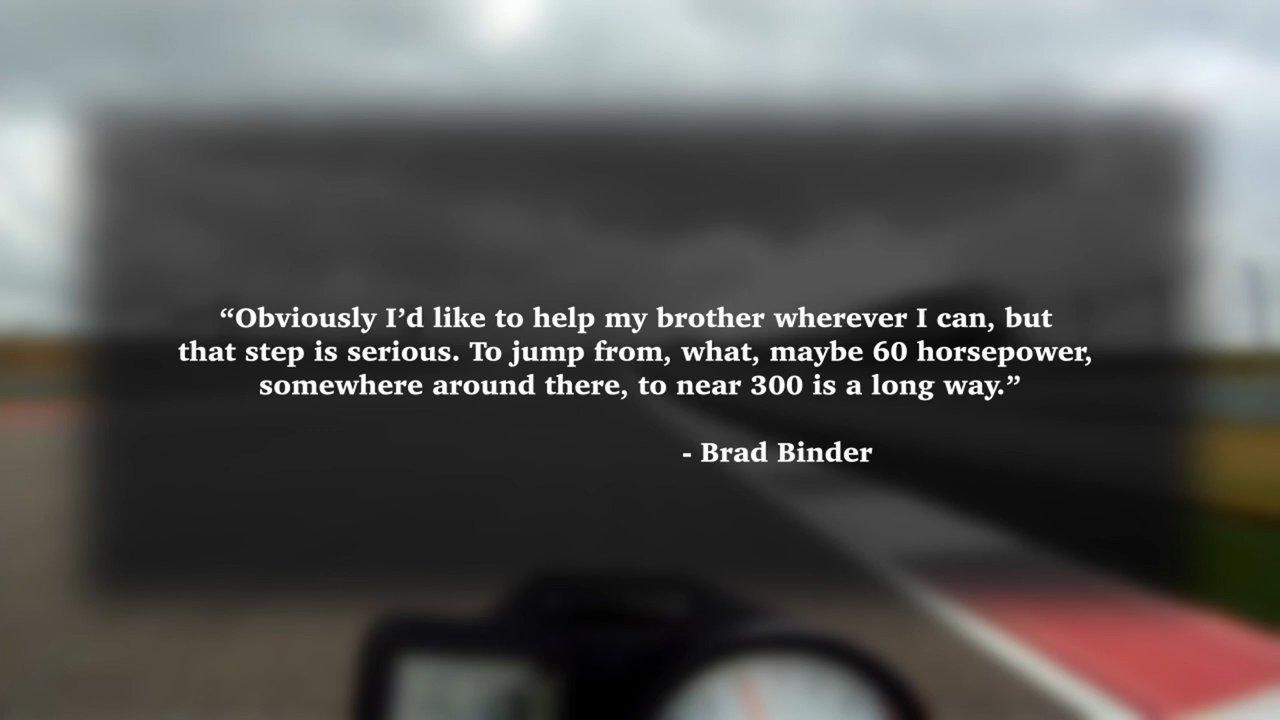 “Obviously I’d like to help my brother wherever I can, but
that step is serious. To jump from, what, maybe 60 horsepower,
somewhere around there, to near 300 is a long way.”
- Brad Binder